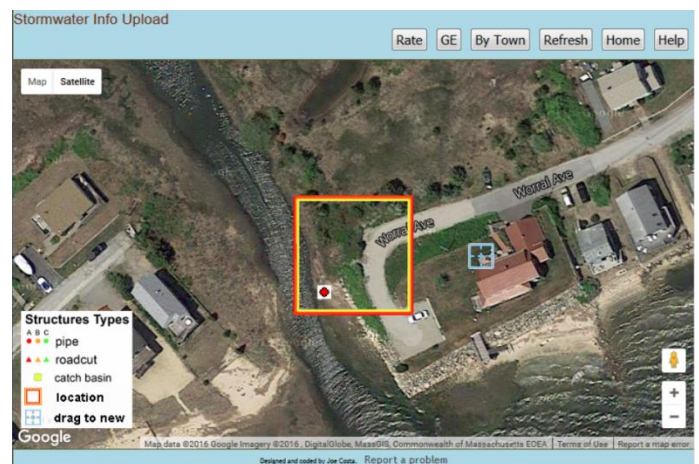 Stormwater Info Upload
Rate GE By Town Refresh Home Help
Map Satellite
Worral Ave
Worral Ave
Structures Types
A B C
pipe
roadcut
catch basin
location
drag to new
+
−
Google
Map data ©2016 Google Imagery ©2016 , DigitalGlobe, MassGIS, Commonwealth of Massachusetts EOEA Terms of Use Report a map error
Designed and coded by Joe Costa. Report a problem